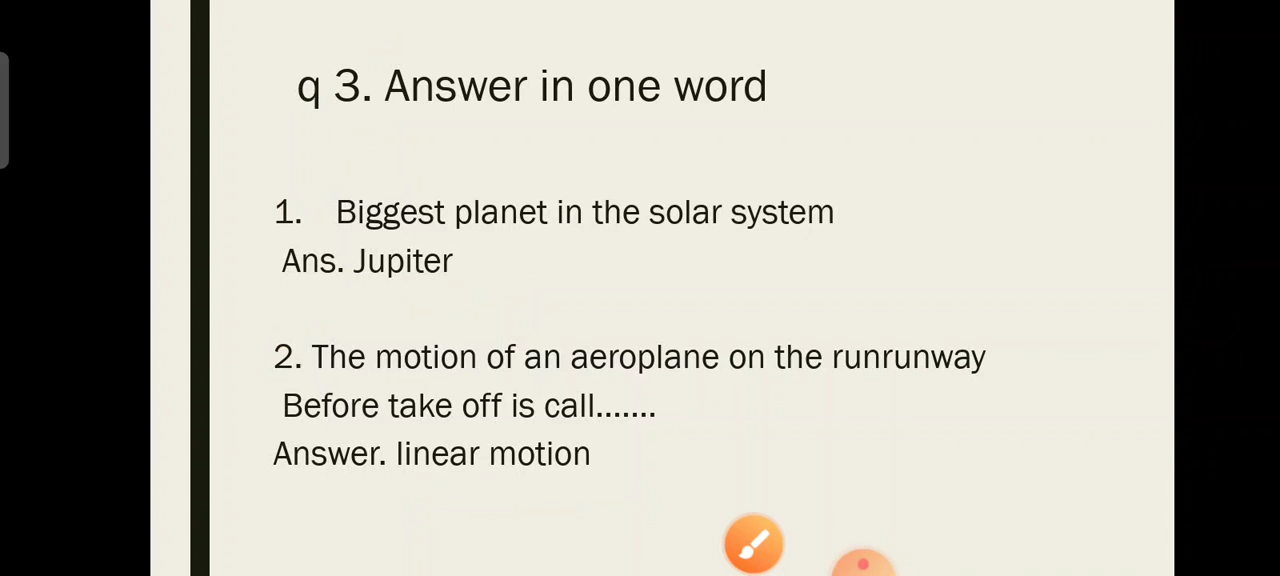 q 3. Answer in one word
1. Biggest planet in the solar system
Ans. Jupiter
2. The motion of an aeroplane on the runrunway
Before take off is call.......
Answer. linear motion